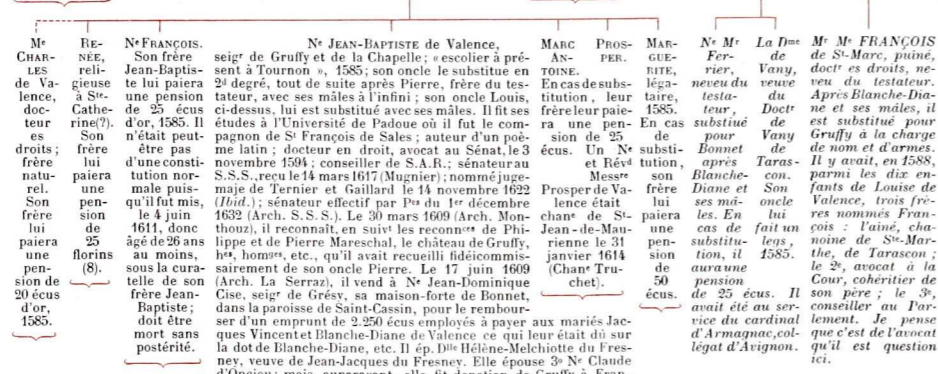 Me
CHAR-
LES
de Va-
lence,
doc-
teur
es
droits;
frère
natu-
rel.
Son
frère
lui
paiera
une
pen-
sion de
20 écus
d'or,
1585.
RE-
NÉE,
reli-
gieuse
à Ste-
Cathe-
rine(?).
Son
frère
lui
une
pen-
sion
de
25
florins
(8).
Ne FRANÇOIS.
Son frère
Jean-Baptis-
te lui paiera
une pension
de 25 écus
d'or, 1585. Il
n'était peut-
être pas
d'une consti-
tution nor-
male puis-
qu'il fut mis,
le 4 juin
1611, donc
âgé de 26 ans
au moins,
sous la cura-
telle de son
frère Jean-
Baptiste;
doit être
mort sans
postérité.
Ne JEAN-BAPTISTE de Valence,
seigr de Gruffy et de la Chapelle; « escolier à pré-
sent à Tournon », 1585; son oncle le substitue en
2d degré, tout de suite après Pierre, frère du tes-
tateur, avec ses mâles à l'infini; son oncle Louis,
ci-dessus, lui est substitué avec ses mâles. Il fit ses
études à l'Université de Padoue où il fut le com-
pagnon de St François de Sales; auteur d'un poè-
me latin; docteur en droit, avocat au Sénat, le 3
novembre 1594; conseiller de S.A.R.; sénateur au
S.S.S., reçu le 14 mars 1617 (Mugnier); nommé juge-
maje de Ternier et Gaillard le 14 novembre 1622
(Ibid.); sénateur effectif par Pes du 1er décembre
1632 (Arch. S.S.S.). Le 30 mars 1609 (Arch. Mon-
thouz), il reconnaît, en suivt les reconnces de Phi-
lippe et de Pierre Mareschal, le château de Gruffy,
hes, homges, etc., qu'il avait recueilli fidéicommis-
sairement de son oncle Pierre. Le 17 juin 1609
(Arch. La Serraz), il vend à Ne Jean-Dominique
Cise, seigr de Grésy, sa maison-forte de Bonnet,
dans la paroisse de Saint-Cassin, pour le rembour-
ser d'un emprunt de 2.250 écus employés à payer aux mariés Jac-
ques Vincent et Blanche-Diane de Valence ce qui leur était dû sur
la dot de Blanche-Diane, etc. Il ép. Dlle Hélène-Melchiotte du Fres-
ney, veuve de Jean-Jacques du Fresney. Elle épouse 3o Ne Claude
d'Oncieu; mais, auparavant, elle fit donation de Gruffy à Fran-
MARC
AN-
TOINE.
PROS-
PER.
En cas de subs-
titution, leur
frère leur paie-
ra une pen-
sion de 25
écus. Un Ne
et Révd
Messre
Prosper de Va-
lence était
chane de St-
Jean-de-Mau-
rienne le 31
janvier 1614
(Chane Tru-
chet).
MAR-
GUE-
RITE,
léga-
taire,
1585.
En cas
de
substi-
tution,
son
frère
lui
paiera
une
pen-
sion
de
50
écus.
Ne Mr
Fer-
rier,
neveu du
testa-
teur,
substitué
pour
Bonnet
après
Blanche-
Diane et
ses mâ-
les. En
cas de
substitu-
tion, il
aura une
pension
de 25 écus. Il
avait été au ser-
vice du cardinal
d'Armagnac, col-
légat d'Avignon.
La Dme
de
Vany,
veuve
du
Doctr
de
Vany
de
Taras-
con.
Son
oncle
lui
fait un
legs,
1585.
Mr Me FRANÇOIS
de St-Marc, puîné,
doctr es droits, ne-
veu du testateur.
Après Blanche-Dia-
ne et ses mâles, il
est substitué pour
Gruffy à la charge
de nom et d'armes.
Il y avait, en 1588,
parmi les dix en-
fants de Louise de
Valence, trois frè-
res nommés Fran-
çois : l'aîné, cha-
noine de Ste-Mar-
the, de Tarascon;
le 2e, avocat à la
Cour, cohéritier de
son père; le 3e,
conseiller au Par-
lement. Je pense
que c'est de l'avocat
qu'il est question
ici.